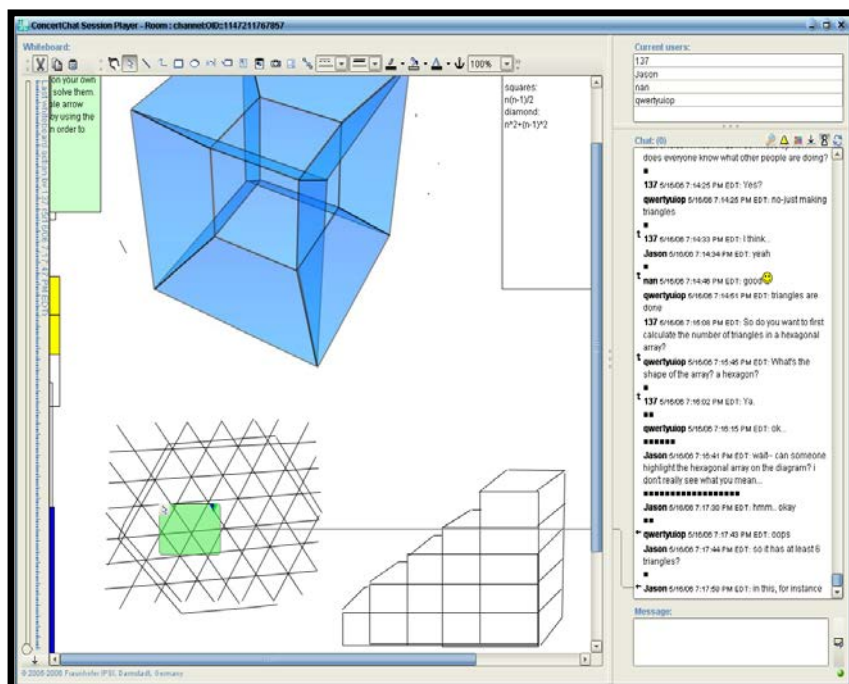 ConcertChat Session Player - Room : channelOID::1147211767857
Whiteboard:
100%
on your own
solve them.
le arrow
by using the
n order to
squares:
n(n-1)/2
diamond:
n^2+(n-1)^2
Current users:
137
Jason
nan
qwertyuiop
Chat: (0)
does everyone know what other people are doing?
137 5/16/06 7:14:25 PM EDT: Yes?
qwertyuiop 5/16/06 7:14:25 PM EDT: no-just making
triangles
137 5/16/06 7:14:33 PM EDT: I think...
Jason 5/16/06 7:14:34 PM EDT: yeah
nan 5/16/06 7:14:46 PM EDT: good
qwertyuiop 5/16/06 7:14:51 PM EDT: triangles are
done
137 5/16/06 7:15:08 PM EDT: So do you want to first
calculate the number of triangles in a hexagonal
array?
qwertyuiop 5/16/06 7:15:45 PM EDT: What's the
shape of the array? a hexagon?
137 5/16/06 7:16:02 PM EDT: Ya.
qwertyuiop 5/16/06 7:16:15 PM EDT: ok...
Jason 5/16/06 7:16:41 PM EDT: wait-- can someone
highlight the hexagonal array on the diagram? i
don't really see what you mean...
Jason 5/16/06 7:17:30 PM EDT: hmm.. okay
qwertyuiop 5/16/06 7:17:43 PM EDT: oops
Jason 5/16/06 7:17:44 PM EDT: so it has at least 6
triangles?
Jason 5/16/06 7:17:58 PM EDT: in this, for instance
Message:
© 2006-2006 Fraunhofer IPSI, Darmstadt, Germany